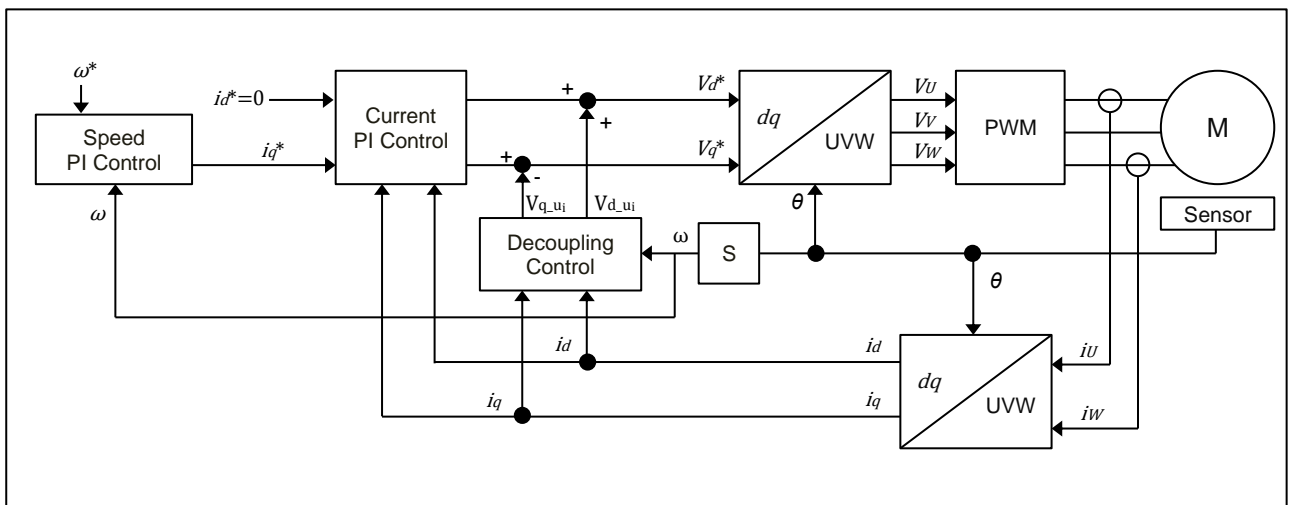 ω*
id*=0
Speed
PI Control
iq*
ω
Current
PI Control
+
+
+
-
Vq_ui
Vd_ui
Decoupling
Control
ω
S
Vd*
Vq*
dq
UVW
θ
VU
VV
VW
PWM
M
Sensor
θ
id
id
iq
iq
dq
UVW
iU
iW